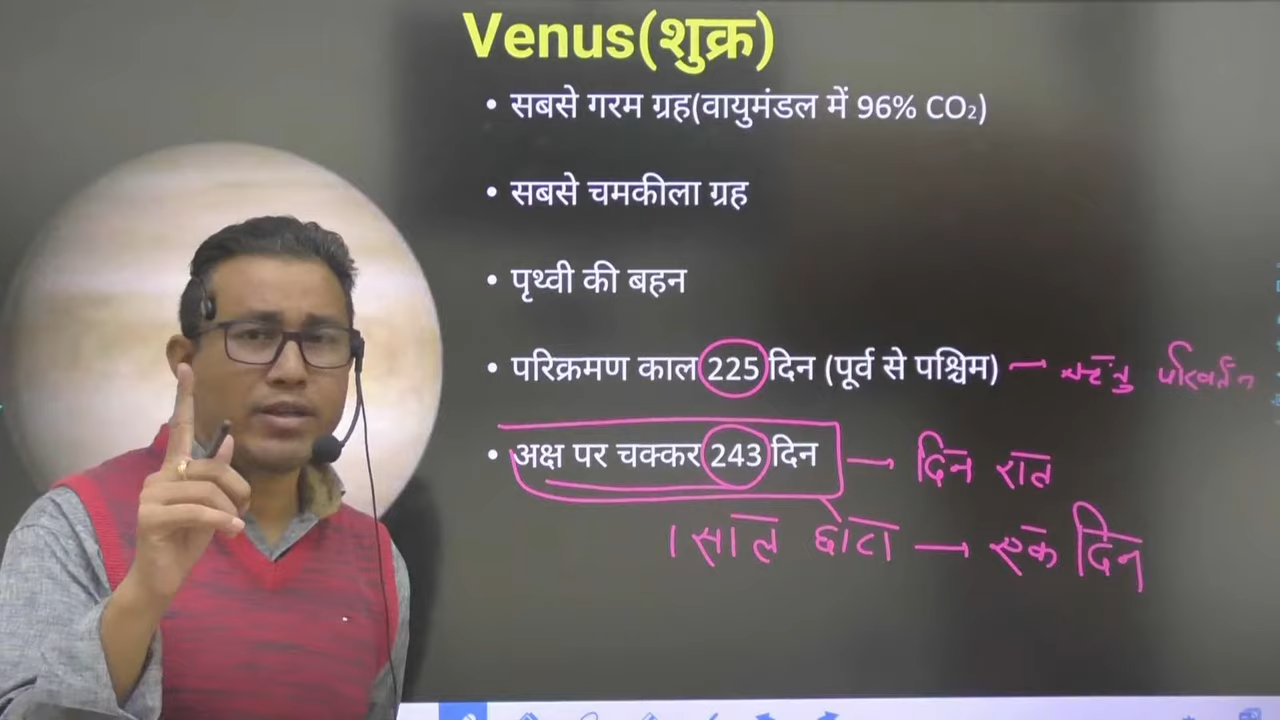 Venus(शुक्र)
• सबसे गरम ग्रह(वायुमंडल में 96% CO₂)
• सबसे चमकीला ग्रह
• पृथ्वी की बहन
• परिक्रमण काल 225 दिन (पूर्व से पश्चिम) → ऋतु परिवर्तन
• अक्ष पर चक्कर 243 दिन → दिन रात
1 साल छोटा → एक दिन